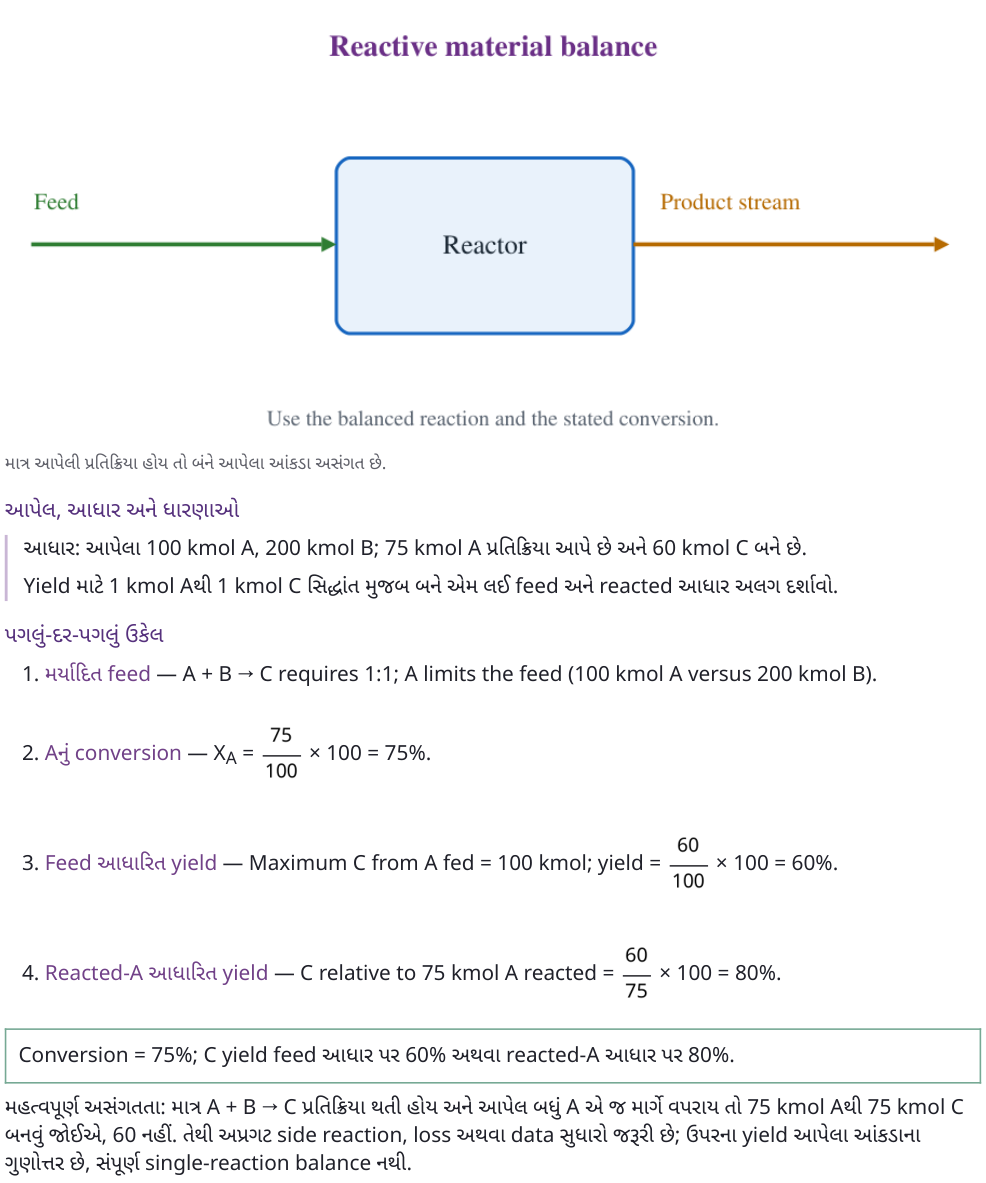 Reactive material balance
Feed
Product stream
Reactor
Use the balanced reaction and the stated conversion.
માત્ર આપેલી પ્રતિક્રિયા હોય તો બંને આપેલા આંકડા અસંગત છે.
આપેલ, આધાર અને ધારણાઓ
આધાર: આપેલા 100 kmol A, 200 kmol B; 75 kmol A પ્રતિક્રિયા આપે છે અને 60 kmol C બને છે.
Yield માટે 1 kmol Aથી 1 kmol C સિદ્ધાંત મુજબ બને એમ લઈ feed અને reacted આધાર અલગ દર્શાવો.
પગલું-દર-પગલું ઉકેલ
1. મર્યાદિત feed — A + B → C requires 1:1; A limits the feed (100 kmol A versus 200 kmol B).
2. Aનું conversion — X_A = 75/100 × 100 = 75%.
3. Feed આધારિત yield — Maximum C from A fed = 100 kmol; yield = 60/100 × 100 = 60%.
4. Reacted-A આધારિત yield — C relative to 75 kmol A reacted = 60/75 × 100 = 80%.
Conversion = 75%; C yield feed આધાર પર 60% અથવા reacted-A આધાર પર 80%.
મહત્વપૂર્ણ અસંગતતા: માત્ર A + B → C પ્રતિક્રિયા થતી હોય અને આપેલ બધું A એ જ માર્ગે વપરાય તો 75 kmol Aથી 75 kmol C
બનવું જોઈએ, 60 નહીં. તેથી અપ્રગટ side reaction, loss અથવા data સુધારો જરૂરી છે; ઉપરના yield આપેલા આંકડાના
ગુણોત્તર છે, સંપૂર્ણ single-reaction balance નથી.